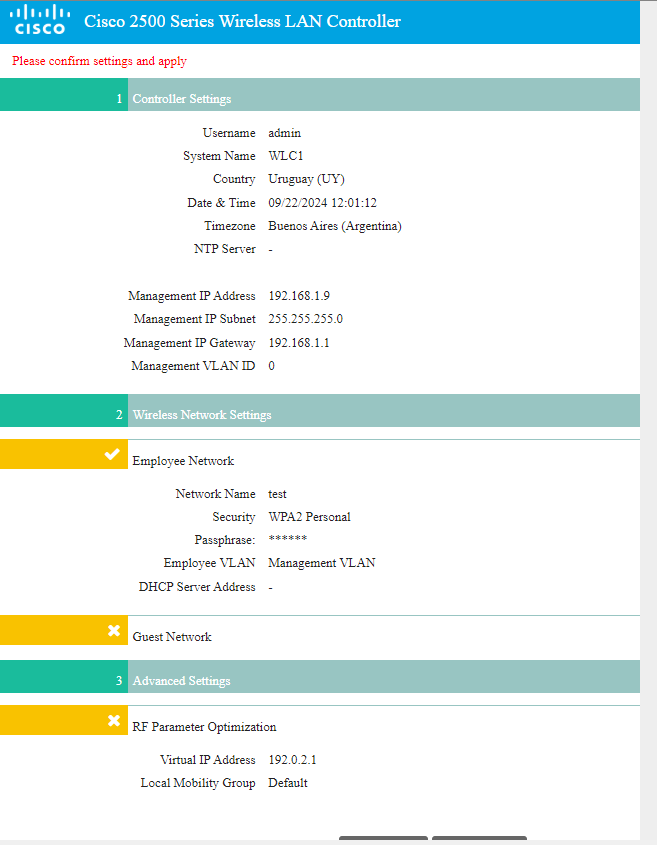 CISCO
Cisco 2500 Series Wireless LAN Controller
Please confirm settings and apply
1 Controller Settings
Username admin
System Name WLC1
Country Uruguay (UY)
Date & Time 09/22/2024 12:01:12
Timezone Buenos Aires (Argentina)
NTP Server -
Management IP Address 192.168.1.9
Management IP Subnet 255.255.255.0
Management IP Gateway 192.168.1.1
Management VLAN ID 0
2 Wireless Network Settings
Employee Network
Network Name test
Security WPA2 Personal
Passphrase: ******
Employee VLAN Management VLAN
DHCP Server Address -
Guest Network
3 Advanced Settings
RF Parameter Optimization
Virtual IP Address 192.0.2.1
Local Mobility Group Default